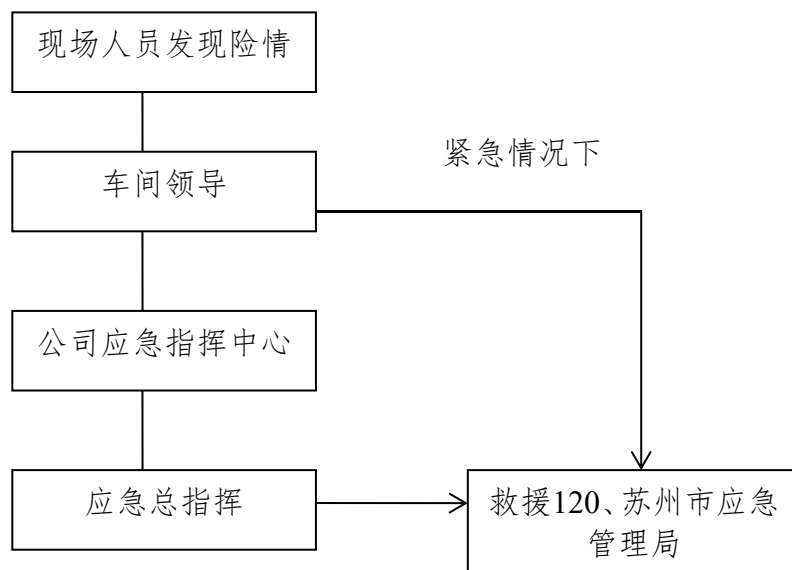 现场人员发现险情
紧急情况下
车间领导
公司应急指挥中心
应急总指挥
救援120、苏州市应急
管理局